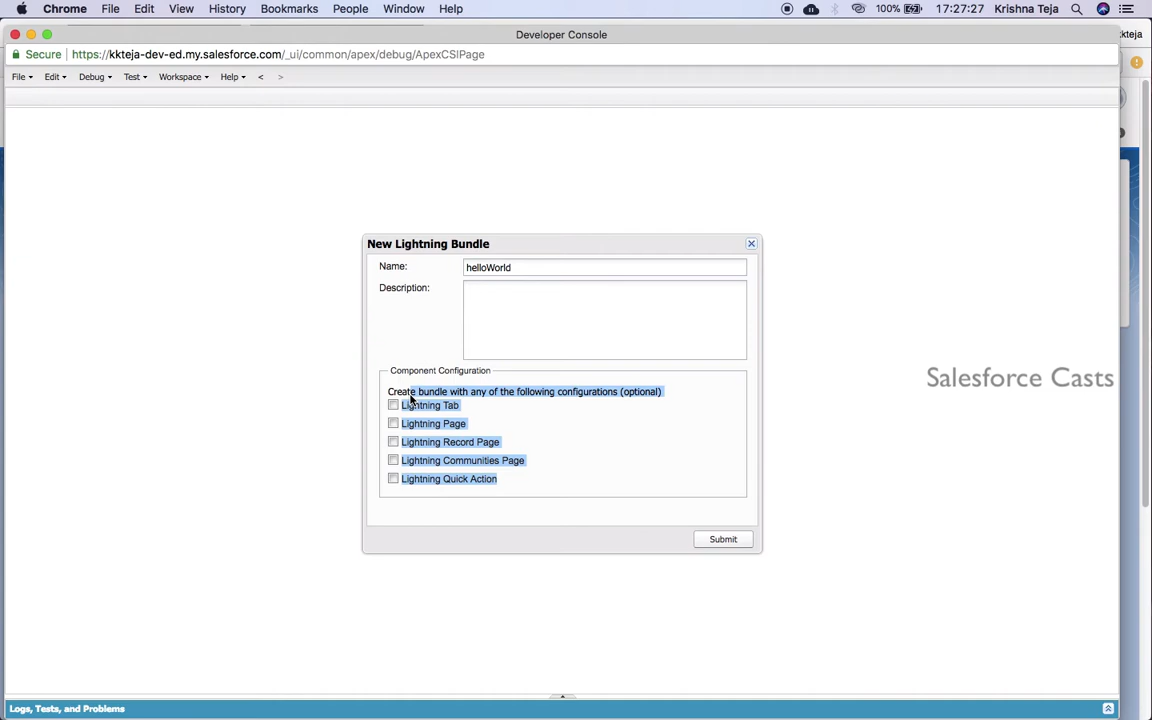 Chrome File Edit View History Bookmarks People Window Help 100% 17:27:27 Krishna Teja
Developer Console
kteja
Secure https://kkteja-dev-ed.my.salesforce.com/_ui/common/apex/debug/ApexCSIPage
File Edit Debug Test Workspace Help < >
New Lightning Bundle
Name: helloWorld
Description:
Component Configuration
Create bundle with any of the following configurations (optional)
Lightning Tab
Lightning Page
Lightning Record Page
Lightning Communities Page
Lightning Quick Action
Submit
Salesforce Casts
Logs, Tests, and Problems